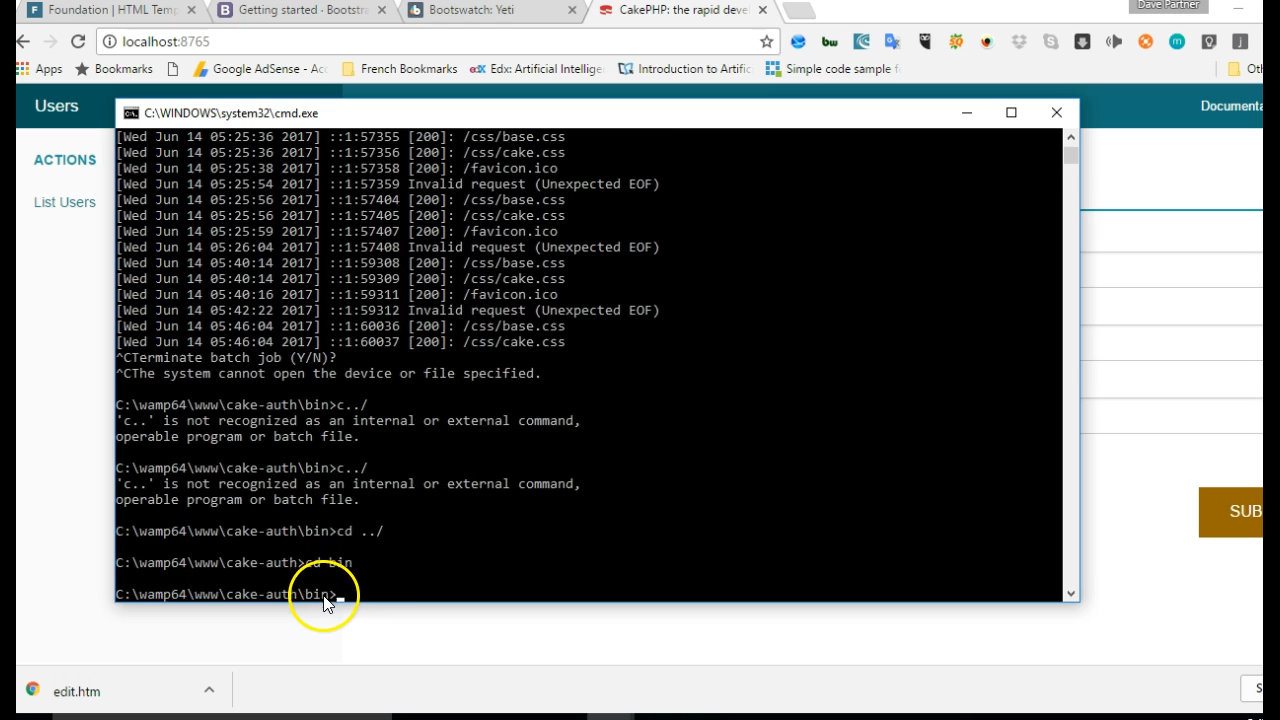 Dave Partner
Foundation | HTML Temp
Getting started · Bootstra
Bootswatch: Yeti
CakePHP: the rapid deve
localhost:8765
Apps
Bookmarks
Google AdSense - Acc
French Bookmarks
Edx: Artificial Intellige
Introduction to artific
Simple code sample f
Users
Documenta
C:\WINDOWS\system32\cmd.exe
ACTIONS
List Users
[Wed Jun 14 05:25:36 2017] ::1:57355 [200]: /css/base.css
[Wed Jun 14 05:25:36 2017] ::1:57356 [200]: /css/cake.css
[Wed Jun 14 05:25:38 2017] ::1:57358 [200]: /favicon.ico
[Wed Jun 14 05:25:54 2017] ::1:57359 Invalid request (Unexpected EOF)
[Wed Jun 14 05:25:56 2017] ::1:57404 [200]: /css/base.css
[Wed Jun 14 05:25:56 2017] ::1:57405 [200]: /css/cake.css
[Wed Jun 14 05:25:59 2017] ::1:57407 [200]: /favicon.ico
[Wed Jun 14 05:26:04 2017] ::1:57408 Invalid request (Unexpected EOF)
[Wed Jun 14 05:40:14 2017] ::1:59308 [200]: /css/base.css
[Wed Jun 14 05:40:14 2017] ::1:59309 [200]: /css/cake.css
[Wed Jun 14 05:40:16 2017] ::1:59311 [200]: /favicon.ico
[Wed Jun 14 05:42:22 2017] ::1:59312 Invalid request (Unexpected EOF)
[Wed Jun 14 05:46:04 2017] ::1:60036 [200]: /css/base.css
[Wed Jun 14 05:46:04 2017] ::1:60037 [200]: /css/cake.css
^CTerminate batch job (Y/N)?
^CThe system cannot open the device or file specified.
C:\wamp64\www\cake-auth\bin>c../
'c..' is not recognized as an internal or external command,
operable program or batch file.
C:\wamp64\www\cake-auth\bin>c../
'c..' is not recognized as an internal or external command,
operable program or batch file.
C:\wamp64\www\cake-auth\bin>cd ../
C:\wamp64\www\cake-auth>cd bin
C:\wamp64\www\cake-auth\bin>
SUB
edit.htm